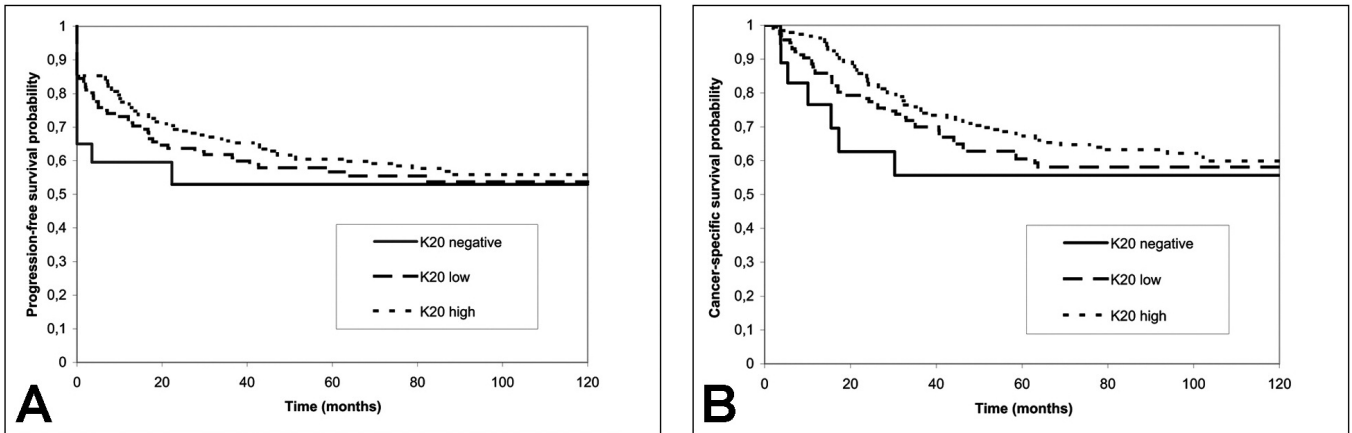 1
0,9
0,8
0,7
0,6
0,5
0,4
0,3
0,2
0,1
0
Progression-free survival probability
K20 negative
K20 low
K20 high
0 20 40 60 80 100 120
Time (months)
A
1
0,9
0,8
0,7
0,6
0,5
0,4
0,3
0,2
0,1
0
Cancer-specific survival probability
K20 negative
K20 low
K20 high
0 20 40 60 80 100 120
Time (months)
B